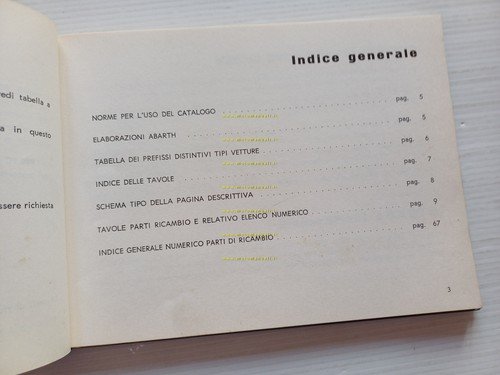 vedi tabella a
a in questo
essere richiesta
Indice generale
NORME PER L'USO DEL CATALOGO pag. 5
ELABORAZIONI ABARTH pag. 5
TABELLA DEI PREFISSI DISTINTIVI TIPI VETTURE pag. 6
INDICE DELLE TAVOLE pag. 7
SCHEMA TIPO DELLA PAGINA DESCRITTIVA pag. 8
TAVOLE PARTI RICAMBIO E RELATIVO ELENCO NUMERICO pag. 9
INDICE GENERALE NUMERICO PARTI DI RICAMBIO pag. 67
3